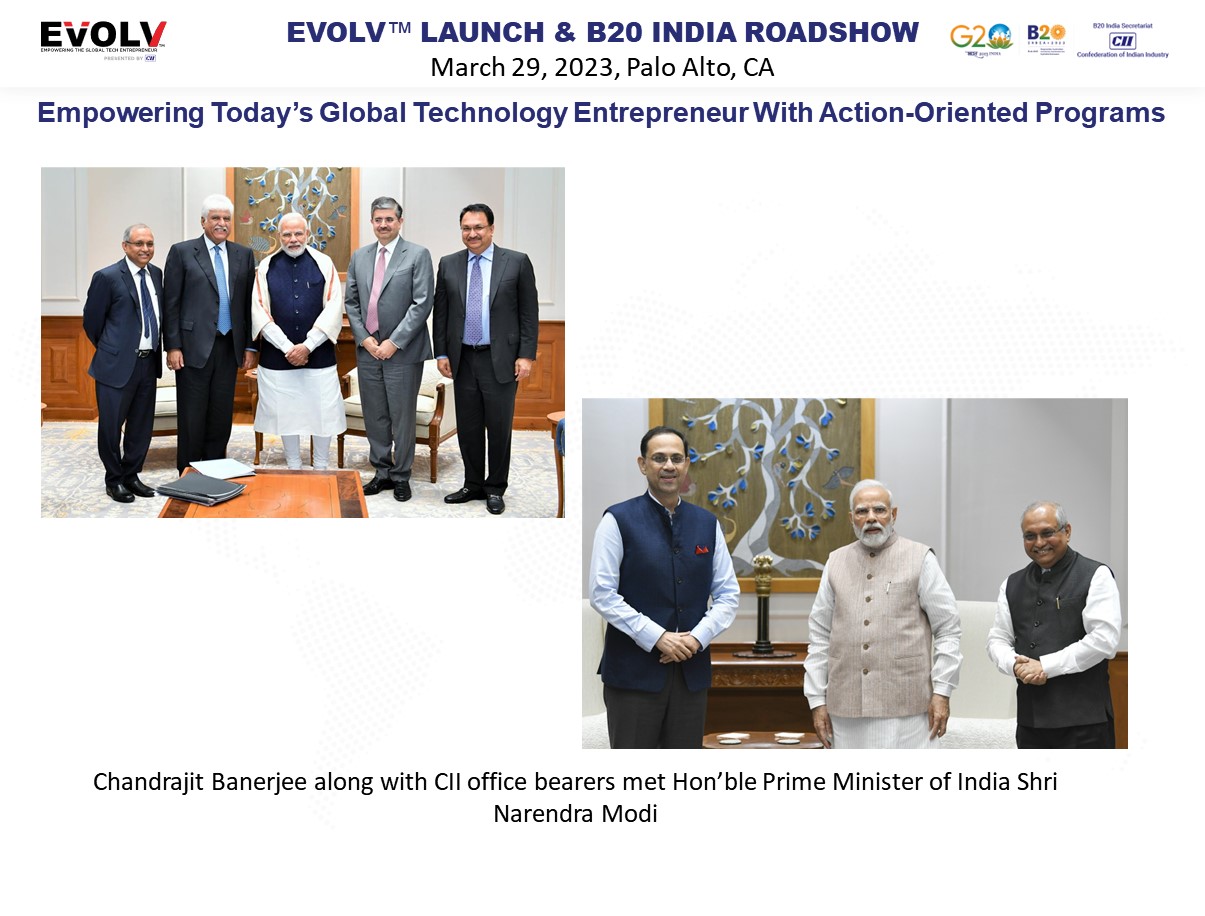 EVOLV™
EMPOWERING THE GLOBAL TECH ENTREPRENEUR
PRESENTED BY CII
EVOLV™ LAUNCH & B20 INDIA ROADSHOW
March 29, 2023, Palo Alto, CA
G20
B20
B20 India Secretariat
CII
Confederation of Indian Industry
Empowering Today’s Global Technology Entrepreneur With Action-Oriented Programs
Chandrajit Banerjee along with CII office bearers met Hon’ble Prime Minister of India Shri
Narendra Modi